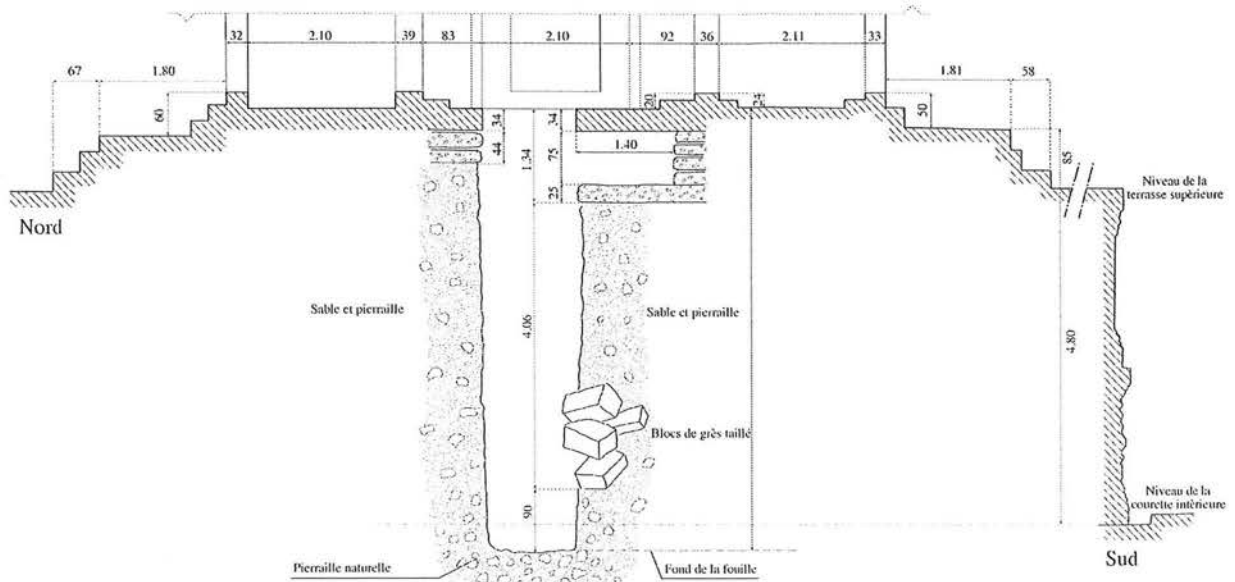 32
2.10
39
83
2.10
92
36
2.11
33
67
1.80
1.81
58
60
20
24
50
34
34
44
1.34
75
1.40
25
85
Niveau de la
terrasse supérieure
Nord
Sable et pierraille
Sable et pierraille
4.06
4.80
Blocs de grès taillé
90
Niveau de la
courette intérieure
Pierraille naturelle
Fond de la fouille
Sud